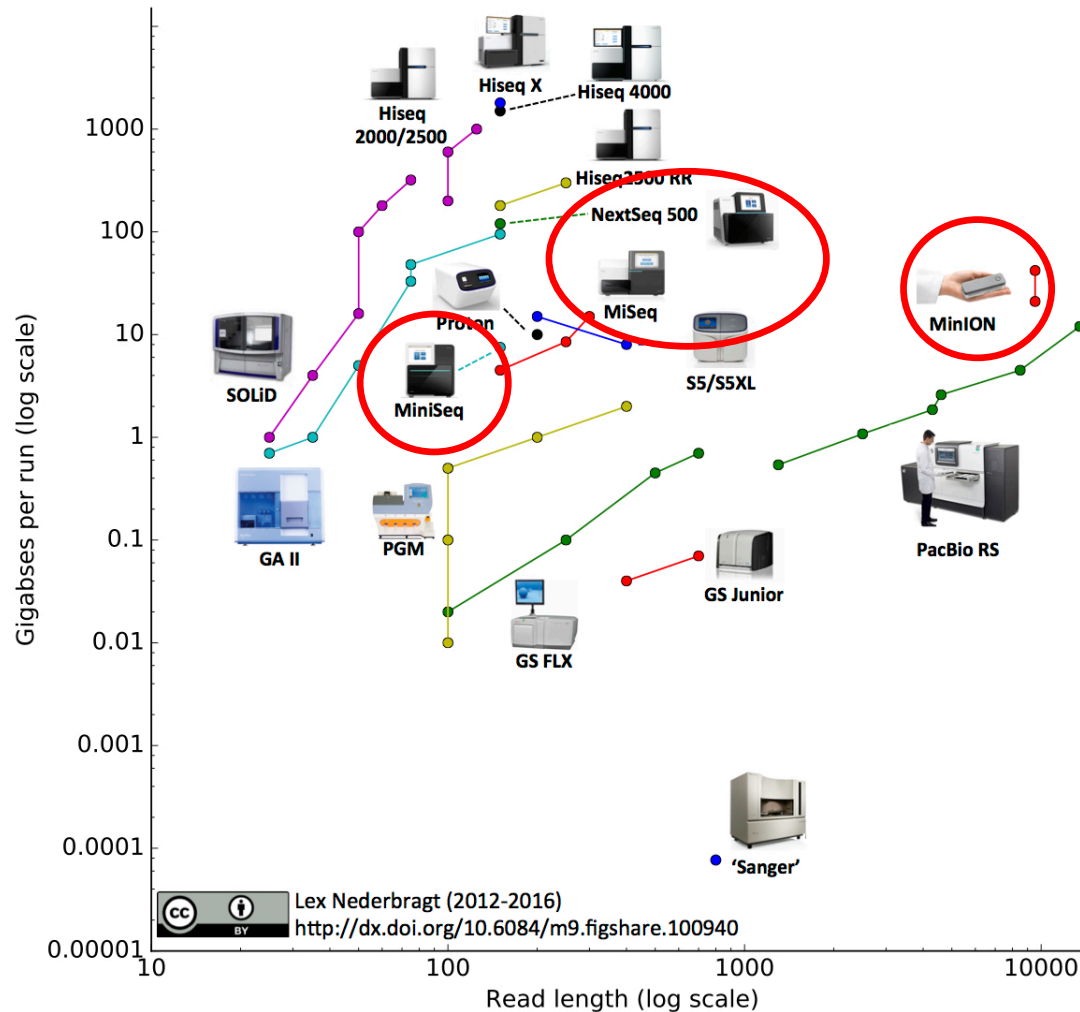 Hiseq X
Hiseq 4000
Hiseq
2000/2500
Hiseq2500 RR
NextSeq 500
MiSeq
Proton
MinION
SOLiD
MiniSeq
S5/S5XL
GA II
PGM
PacBio RS
GS Junior
GS FLX
'Sanger'
1000
100
10
1
0.1
0.01
0.001
0.0001
0.00001
Gigabses per run (log scale)
cc
BY
Lex Nederbragt (2012-2016)
http://dx.doi.org/10.6084/m9.figshare.100940
10
100
1000
10000
Read length (log scale)